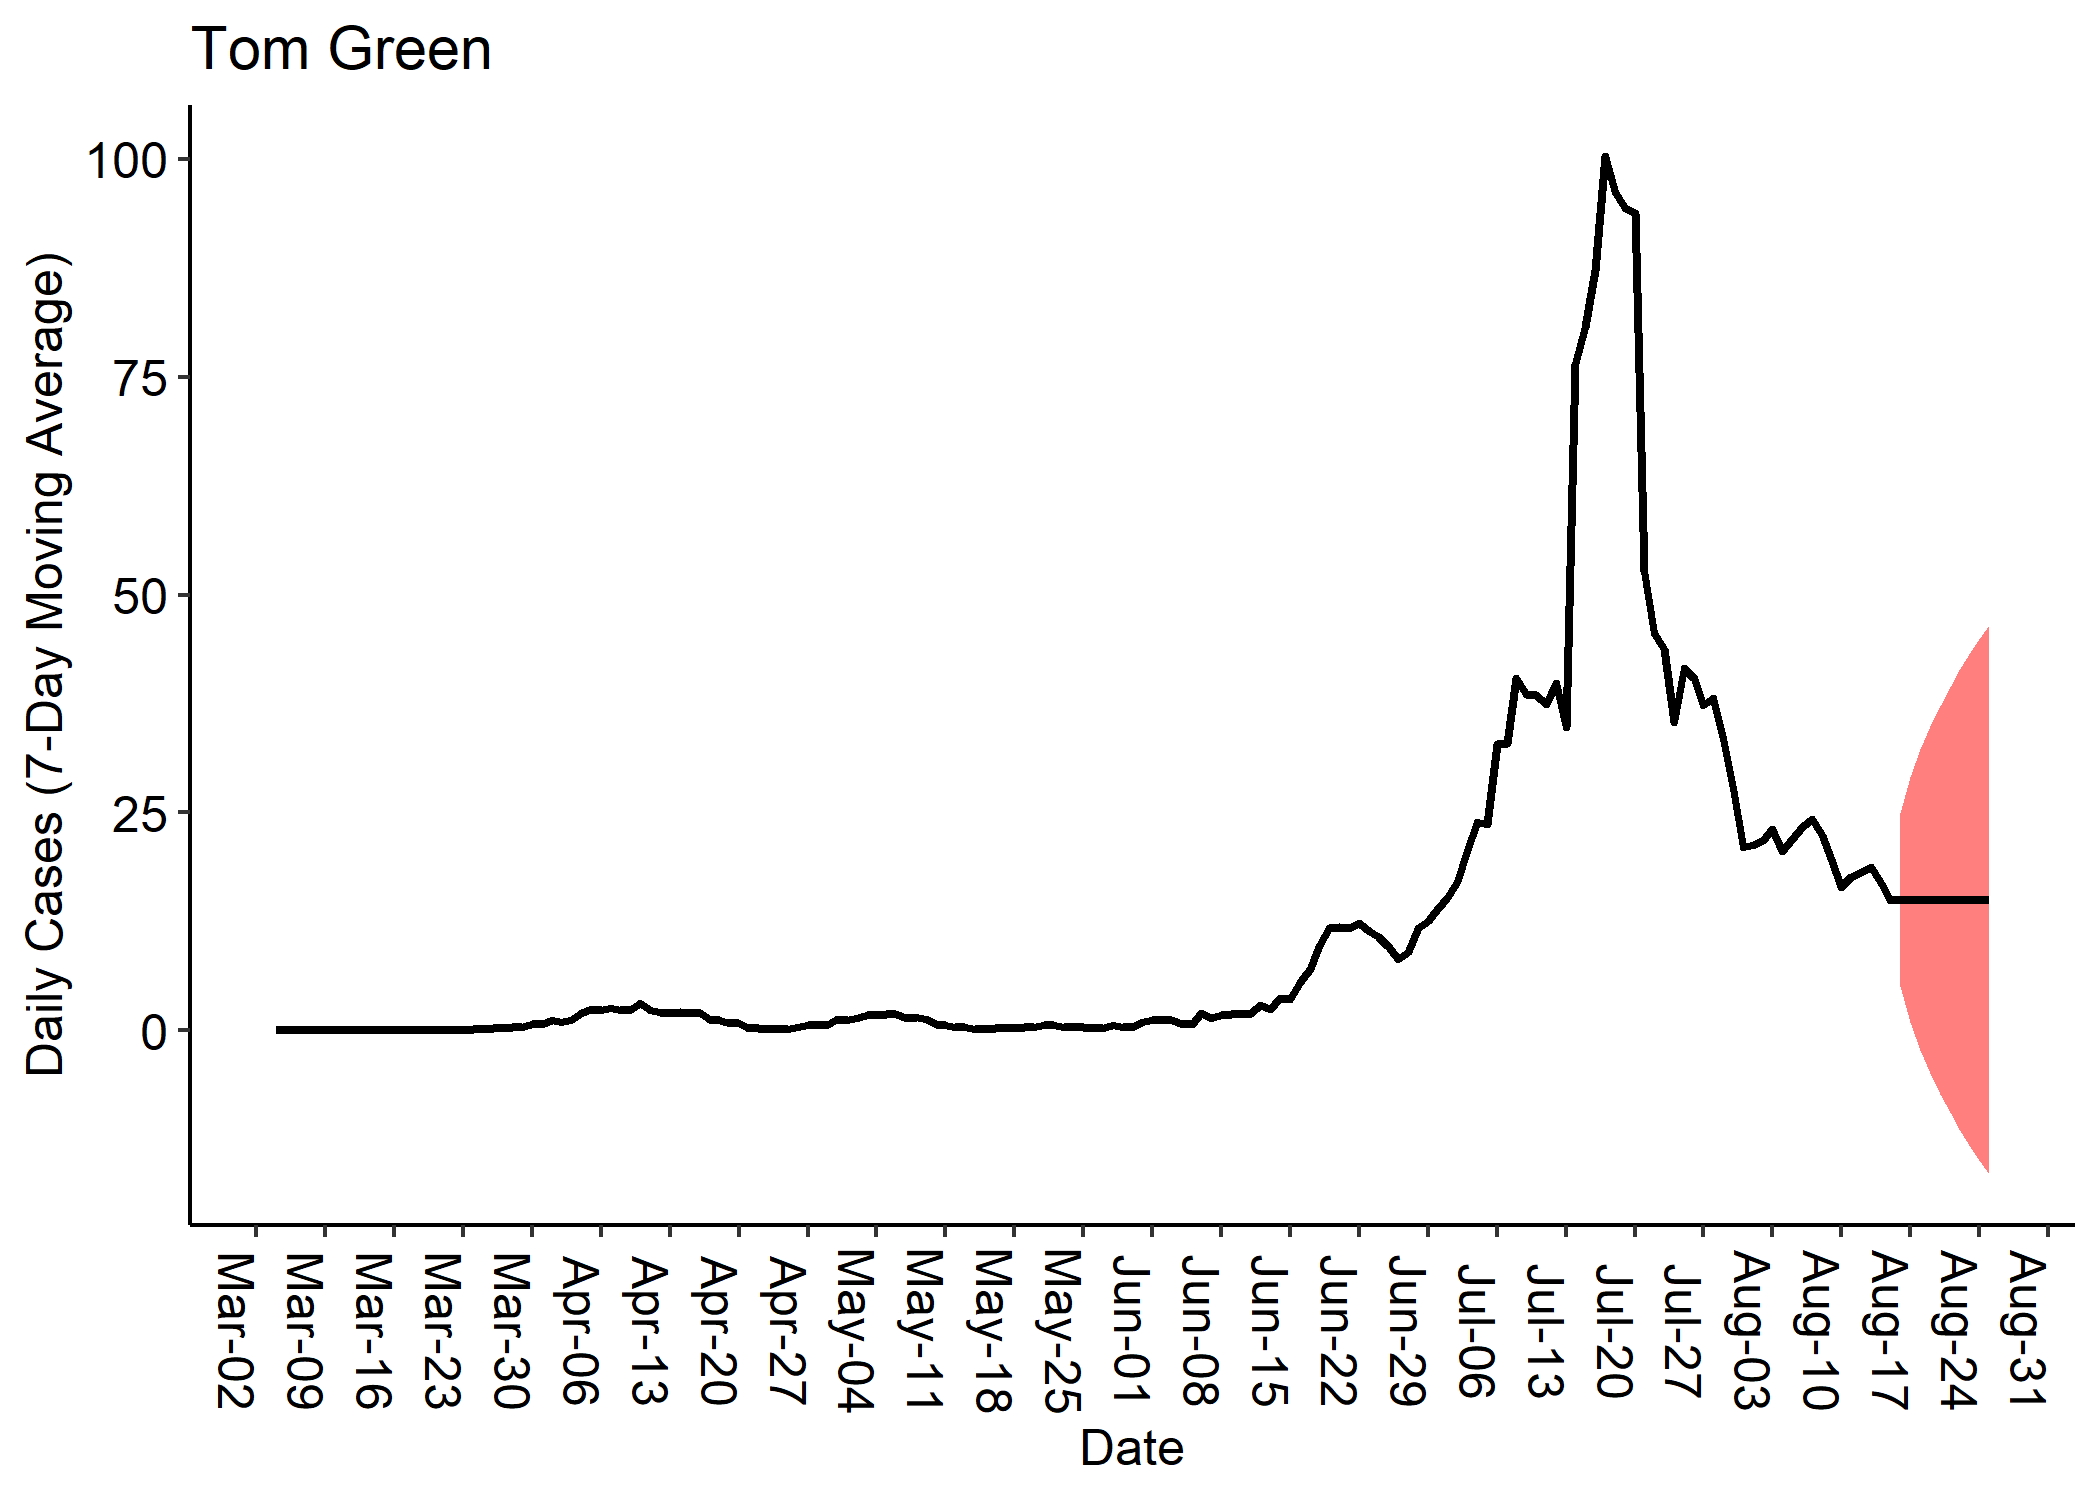 Tom Green
Daily Cases (7-Day Moving Average)
100
75
50
25
0
Mar-02
Mar-09
Mar-16
Mar-23
Mar-30
Apr-06
Apr-13
Apr-20
Apr-27
May-04
May-11
May-18
May-25
Jun-01
Jun-08
Jun-15
Jun-22
Jun-29
Jul-06
Jul-13
Jul-20
Jul-27
Aug-03
Aug-10
Aug-17
Aug-24
Aug-31
Date